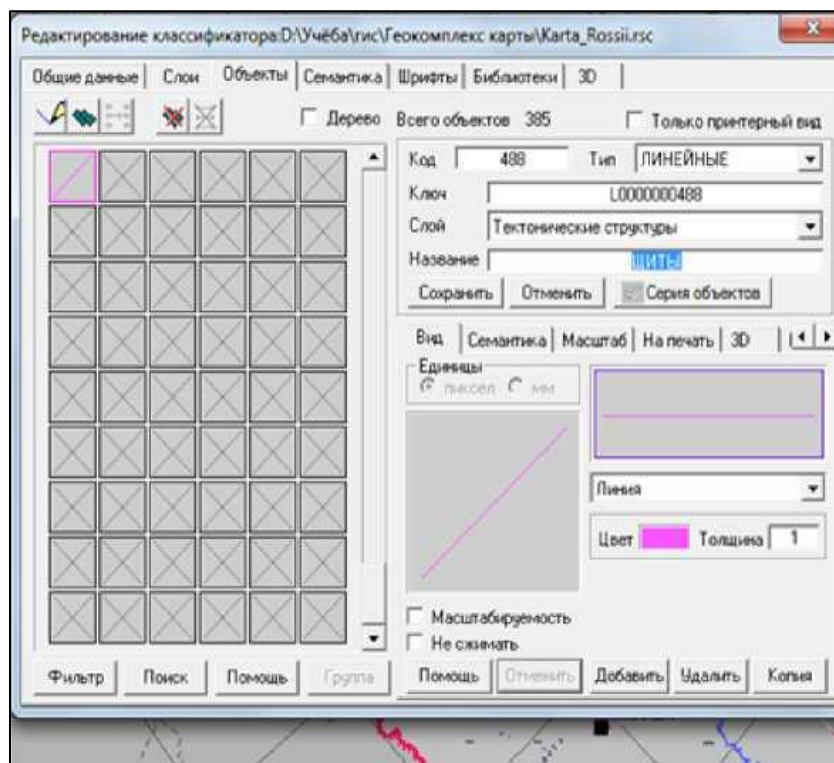 Редактирование классификатора:D:\Учёба\гис\Геокомплекс карты\Karta_Rossii.rsc
Общие данные Слои Объекты Семантика Шрифты Библиотеки 3D
Дерево Всего объектов 385 Только принтерный вид
Код 488 Тип ЛИНЕЙНЫЕ
Ключ L0000000488
Слой Тектонические структуры
Название ЩИТЫ
Сохранить Отменить Серия объектов
Вид Семантика Масштаб На печать 3D
Единицы
пиксел мм
Линия
Цвет Толщина 1
Масштабируемость
Не сжимать
Фильтр Поиск Помощь Группа Помощь Отменить Добавить Удалить Копия